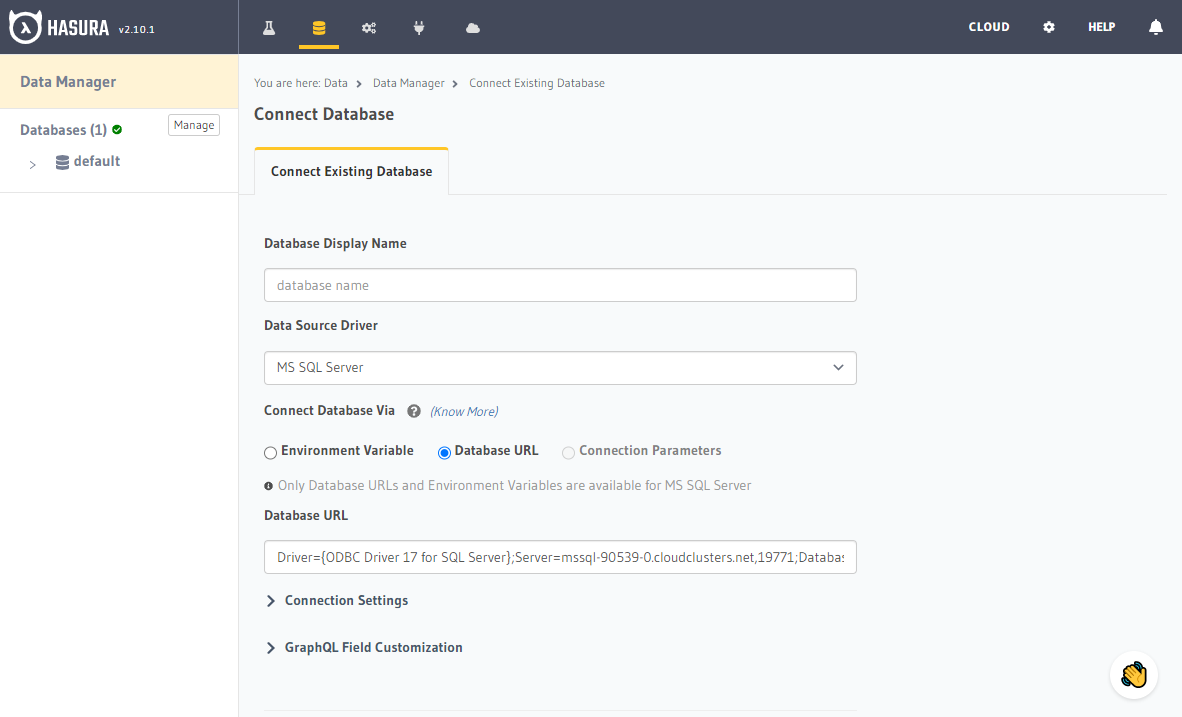 HASURA v2.10.1
CLOUD HELP
Data Manager
Databases (1) Manage
default
You are here: Data > Data Manager > Connect Existing Database
Connect Database
Connect Existing Database
Database Display Name
database name
Data Source Driver
MS SQL Server
Connect Database Via ? (Know More)
Environment Variable Database URL Connection Parameters
Only Database URLs and Environment Variables are available for MS SQL Server
Database URL
Driver={ODBC Driver 17 for SQL Server};Server=mssql-90539-0.cloudclusters.net,19771;Databas
Connection Settings
GraphQL Field Customization